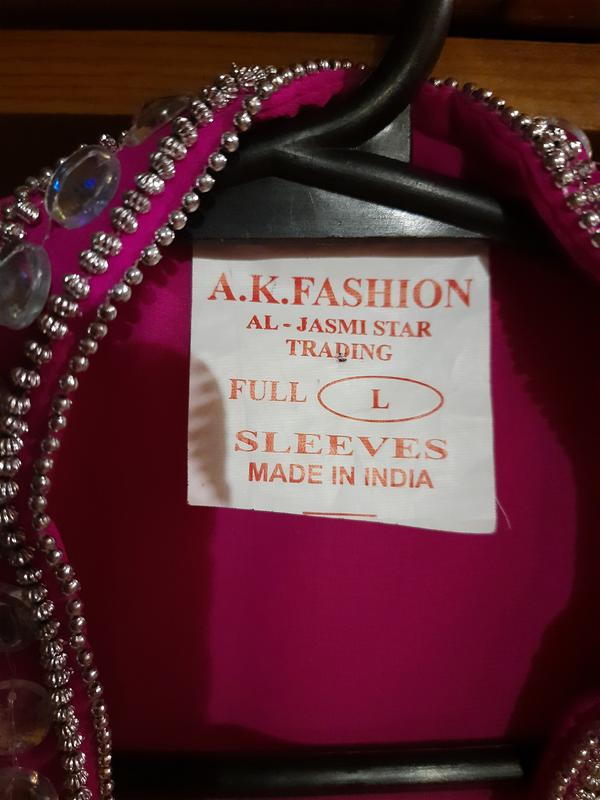 A.K.FASHION
AL - JASMI STAR
TRADING
FULL L
SLEEVES
MADE IN INDIA